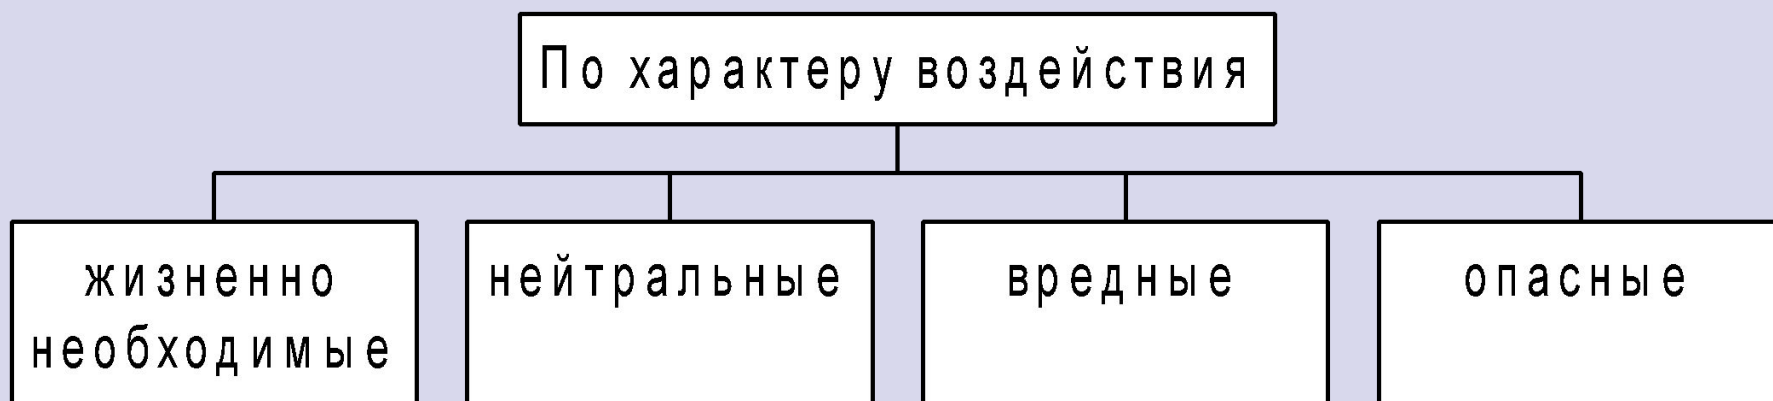 По характеру воздействия
жизненно
необходимые
нейтральные
вредные
опасные